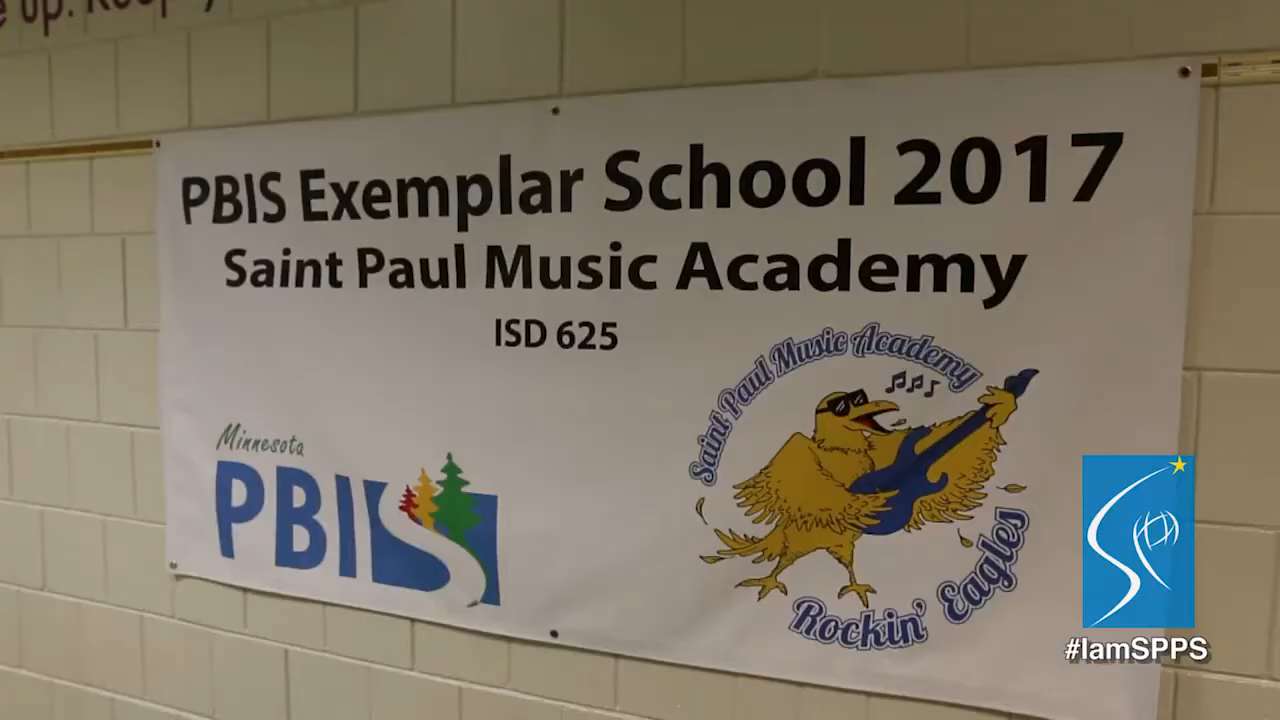 e up.
PBIS Exemplar School 2017
Saint Paul Music Academy
ISD 625
Saint Paul Music Academy
Minnesota
PBIS
Rockin' Eagles
#IamSPPS